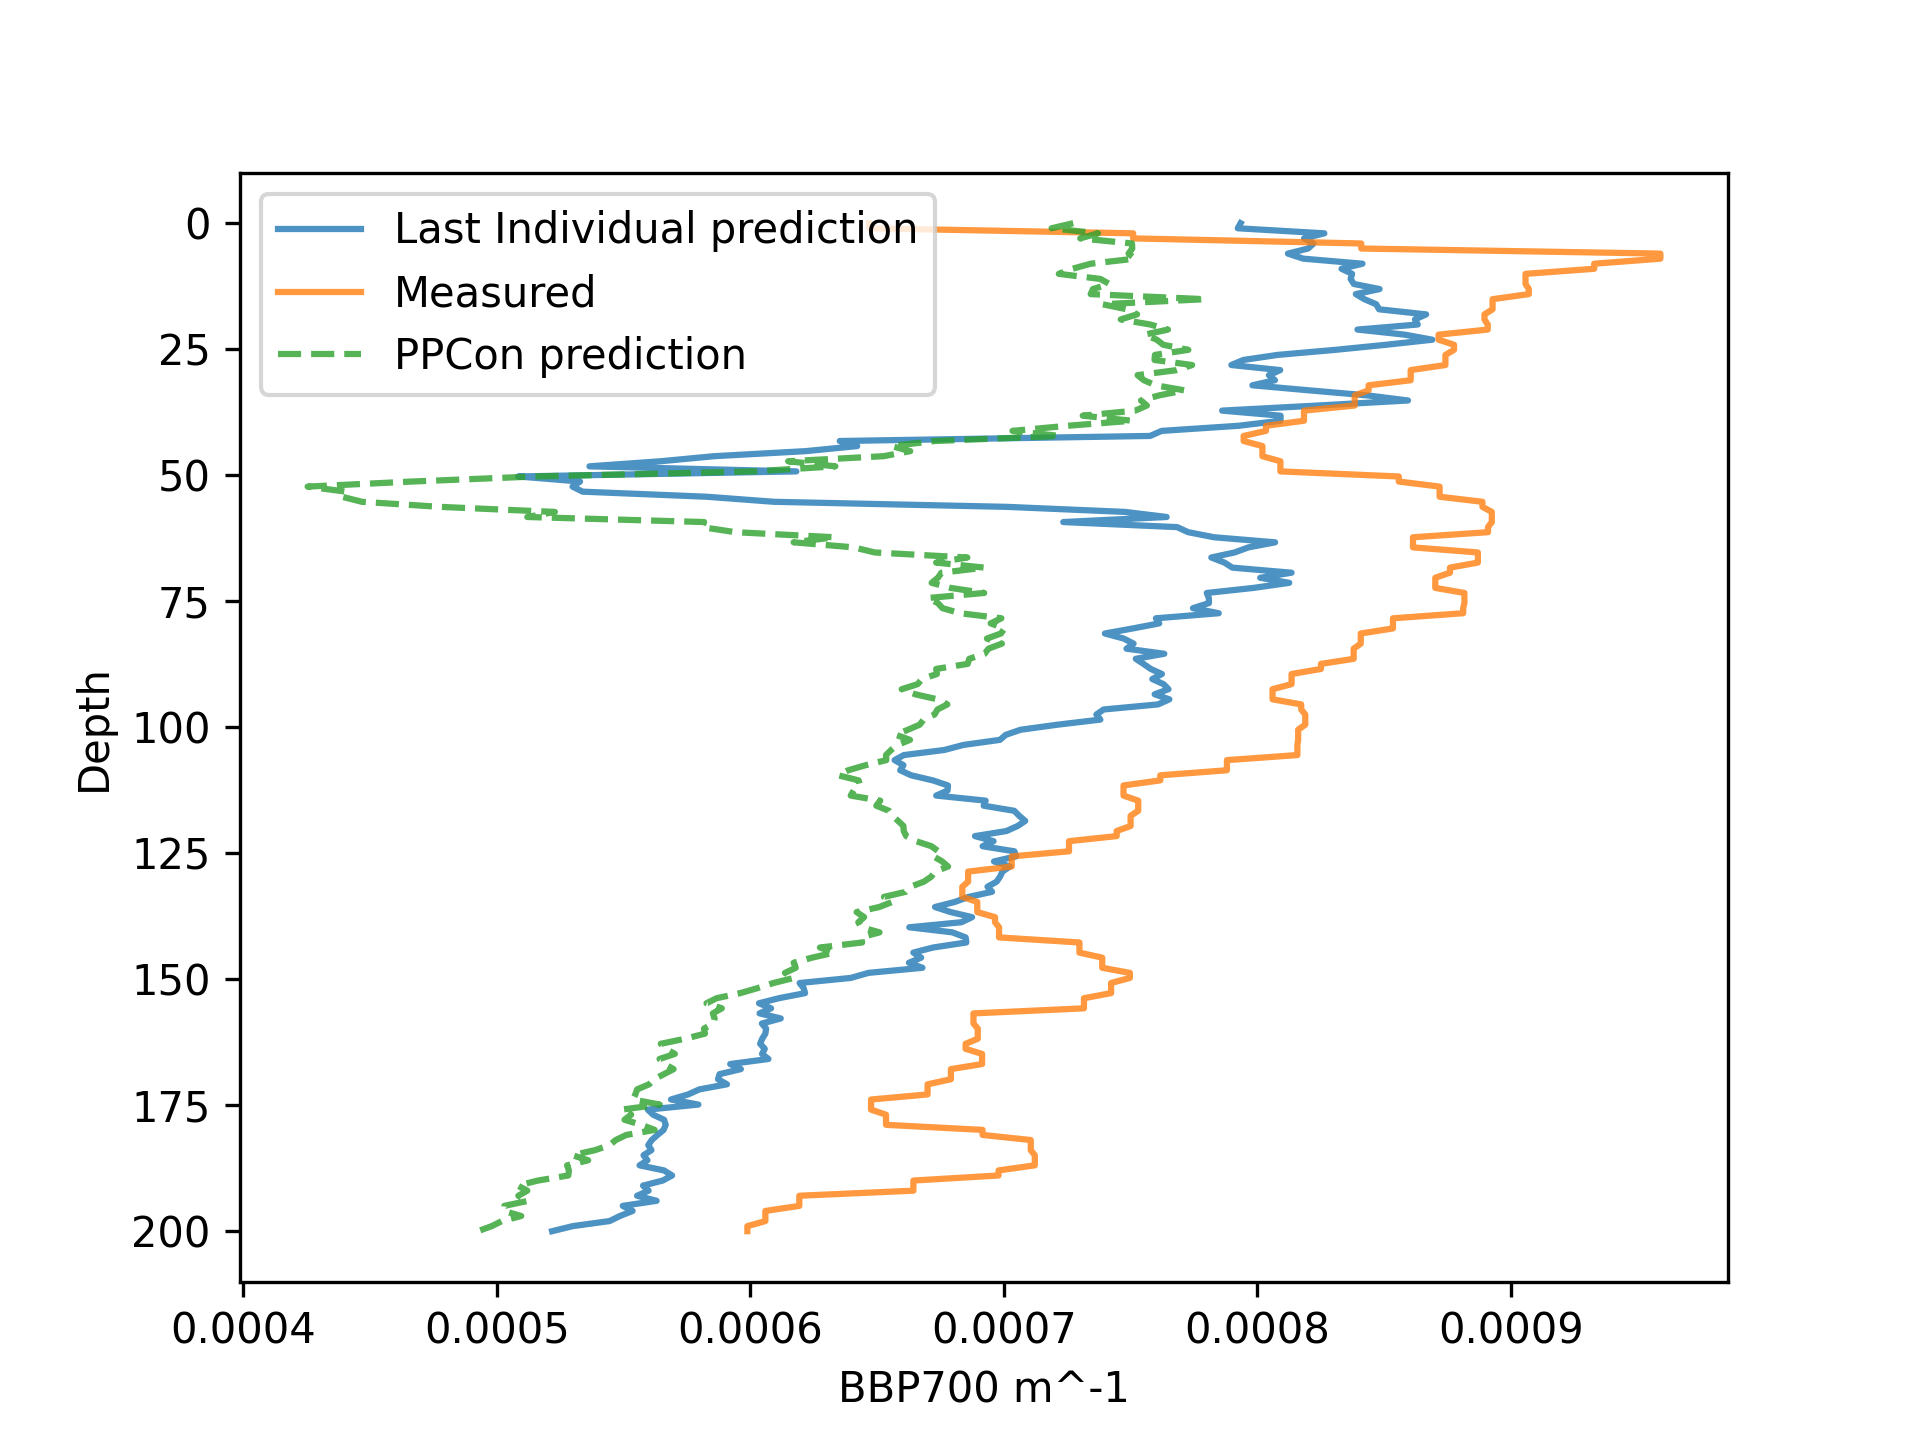 Last Individual prediction
Measured
PPCon prediction
0
25
50
75
100
125
150
175
200
Depth
0.0004 0.0005 0.0006 0.0007 0.0008 0.0009
BBP700 m^-1